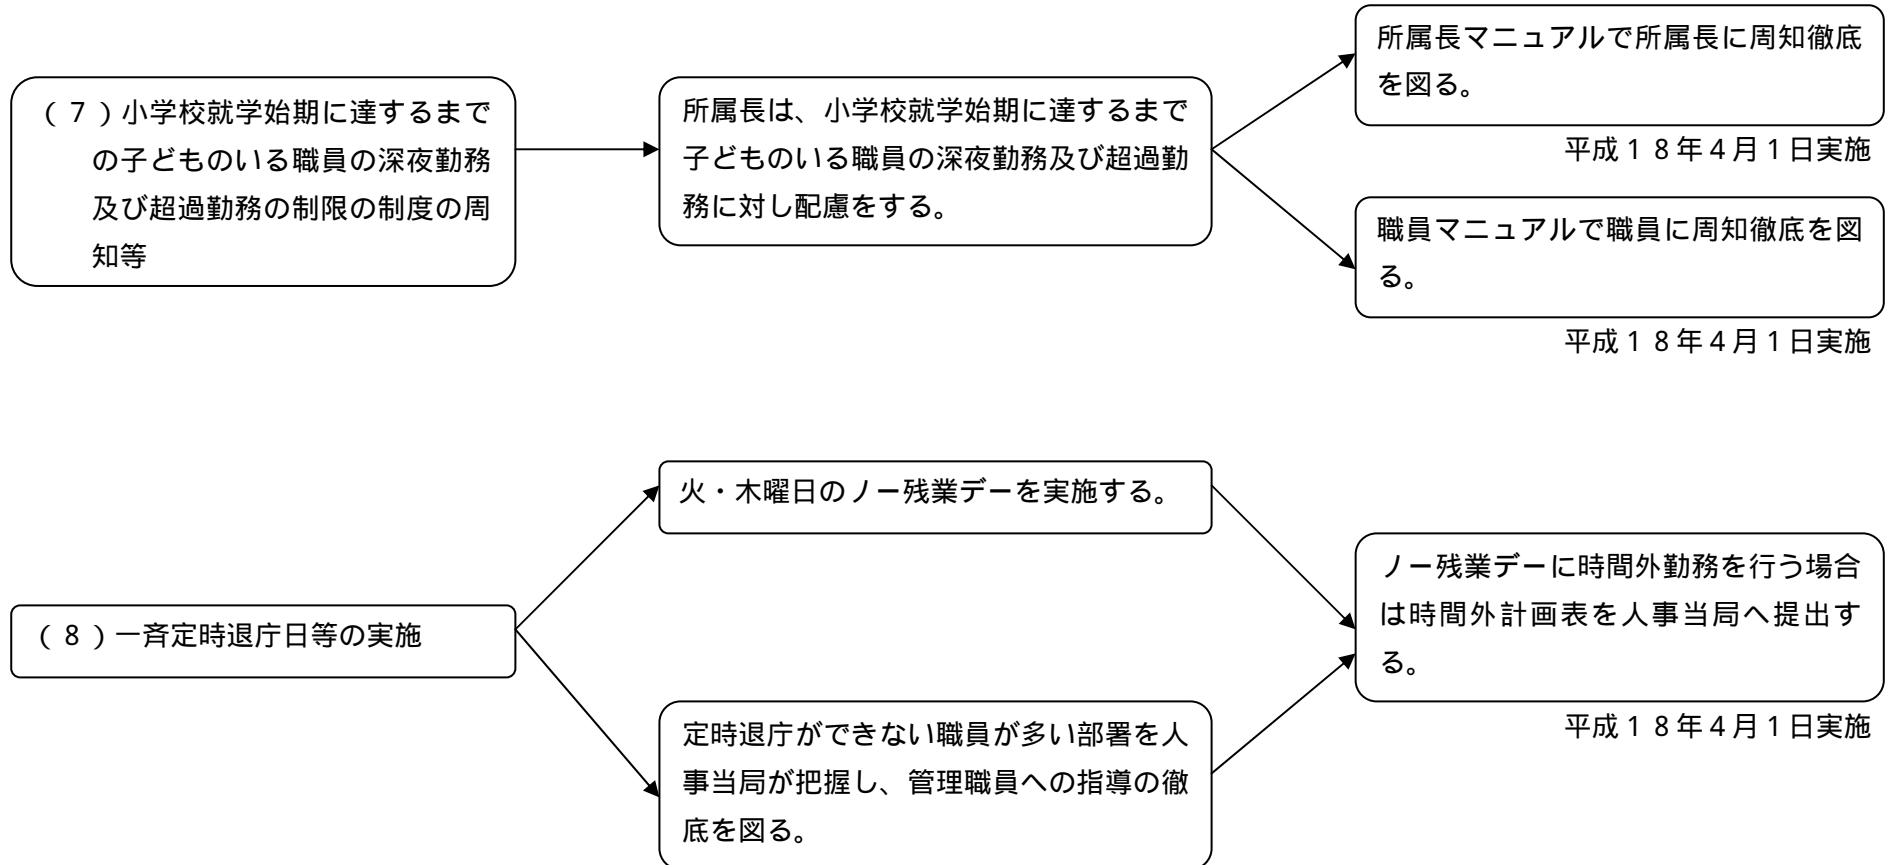 （７）小学校就学始期に達するまで
の子どものいる職員の深夜勤務
及び超過勤務の制限の制度の周
知等
所属長は、小学校就学始期に達するまで
子どものいる職員の深夜勤務及び超過勤
務に対し配慮をする。
所属長マニュアルで所属長に周知徹底
を図る。
平成１８年４月１日実施
職員マニュアルで職員に周知徹底を図
る。
平成１８年４月１日実施
（８）一斉定時退庁日等の実施
火・木曜日のノー残業デーを実施する。
定時退庁ができない職員が多い部署を人
事当局が把握し、管理職員への指導の徹
底を図る。
ノー残業デーに時間外勤務を行う場合
は時間外計画表を人事当局へ提出す
る。
平成１８年４月１日実施